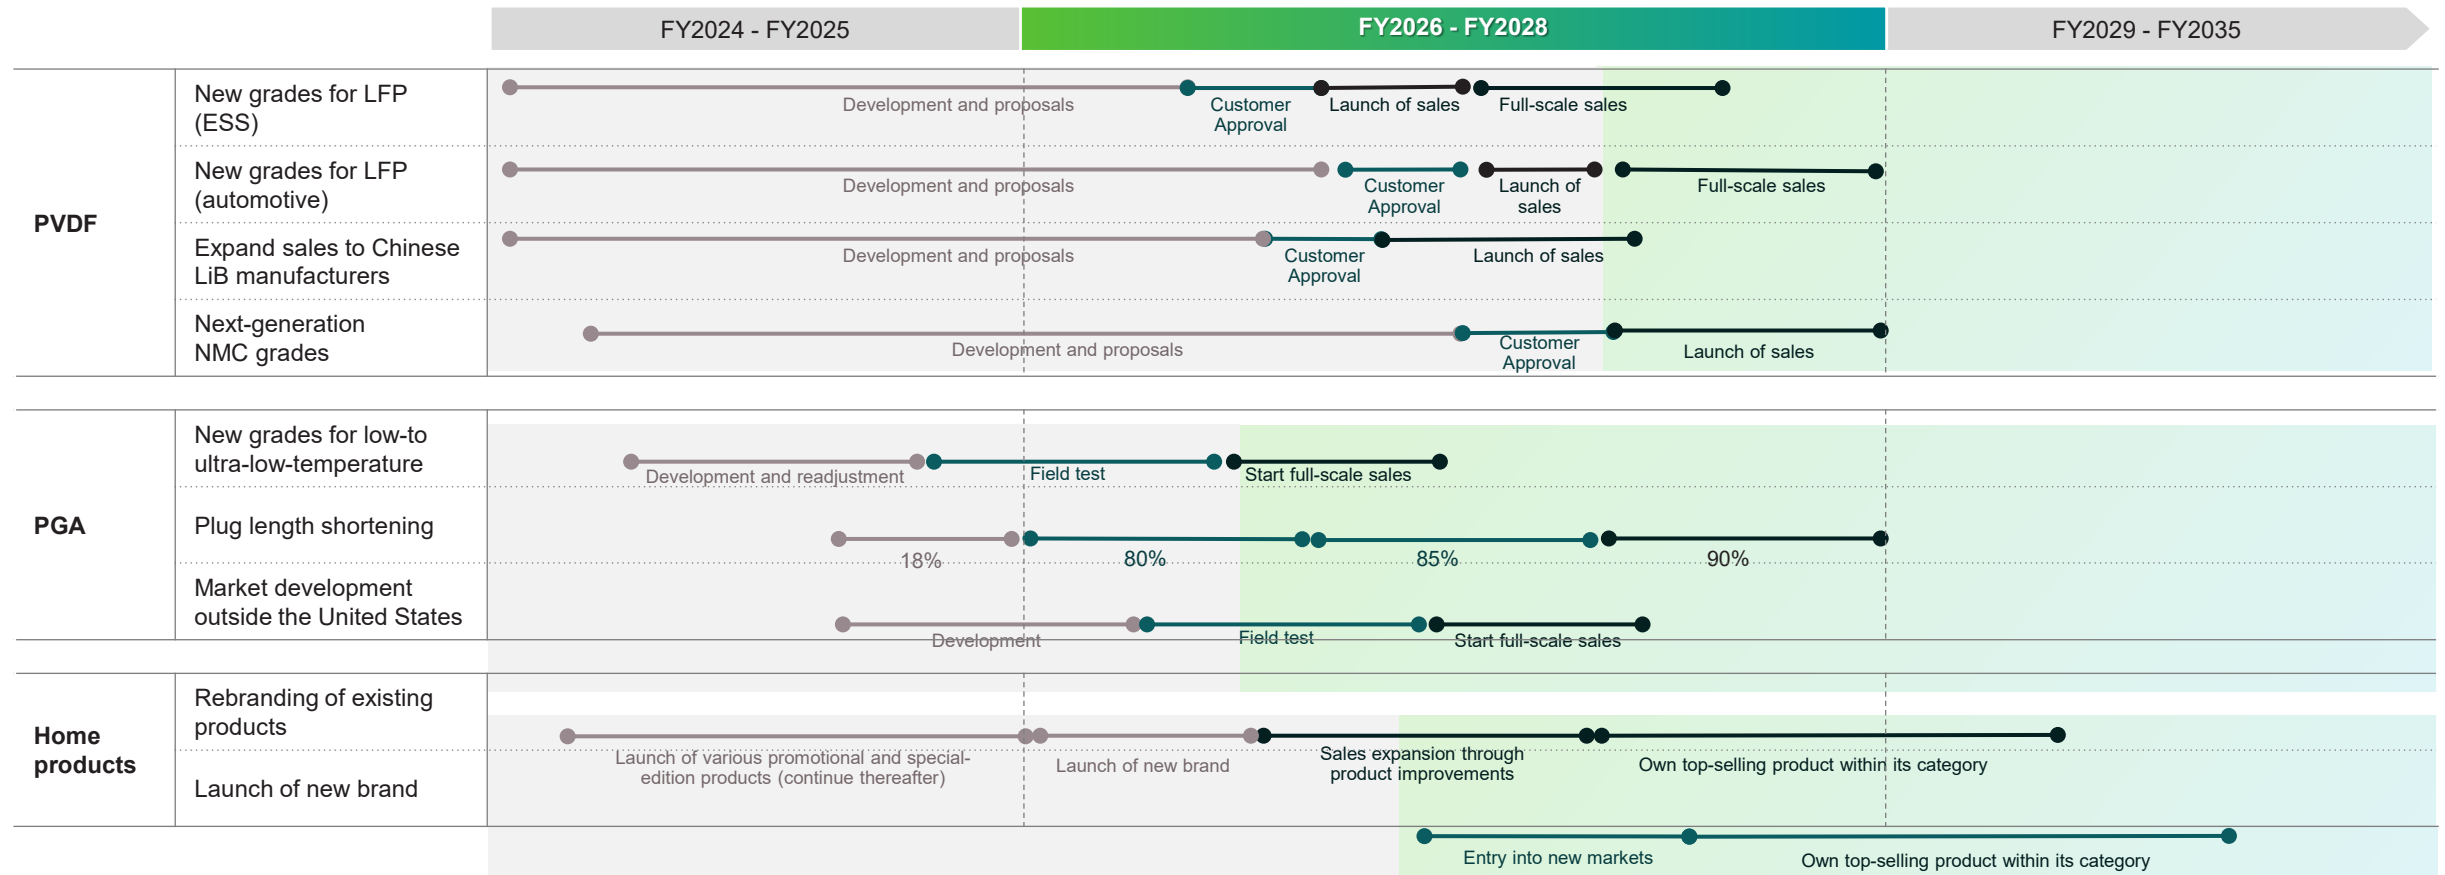 FY2024 - FY2025
FY2026 - FY2028
FY2029 - FY2035
PVDF
New grades for LFP
(ESS)
Development and proposals
Customer
Approval
Launch of sales
Full-scale sales
New grades for LFP
(automotive)
Development and proposals
Customer
Approval
Launch of
sales
Full-scale sales
Expand sales to Chinese
LiB manufacturers
Development and proposals
Customer
Approval
Launch of sales
Next-generation
NMC grades
Development and proposals
Customer
Approval
Launch of sales
PGA
New grades for low-to
ultra-low-temperature
Development and readjustment
Field test
Start full-scale sales
Plug length shortening
18%
80%
85%
90%
Market development
outside the United States
Development
Field test
Start full-scale sales
Home
products
Rebranding of existing
products
Launch of various promotional and special-
edition products (continue thereafter)
Launch of new brand
Sales expansion through
product improvements
Own top-selling product within its category
Launch of new brand
Entry into new markets
Own top-selling product within its category